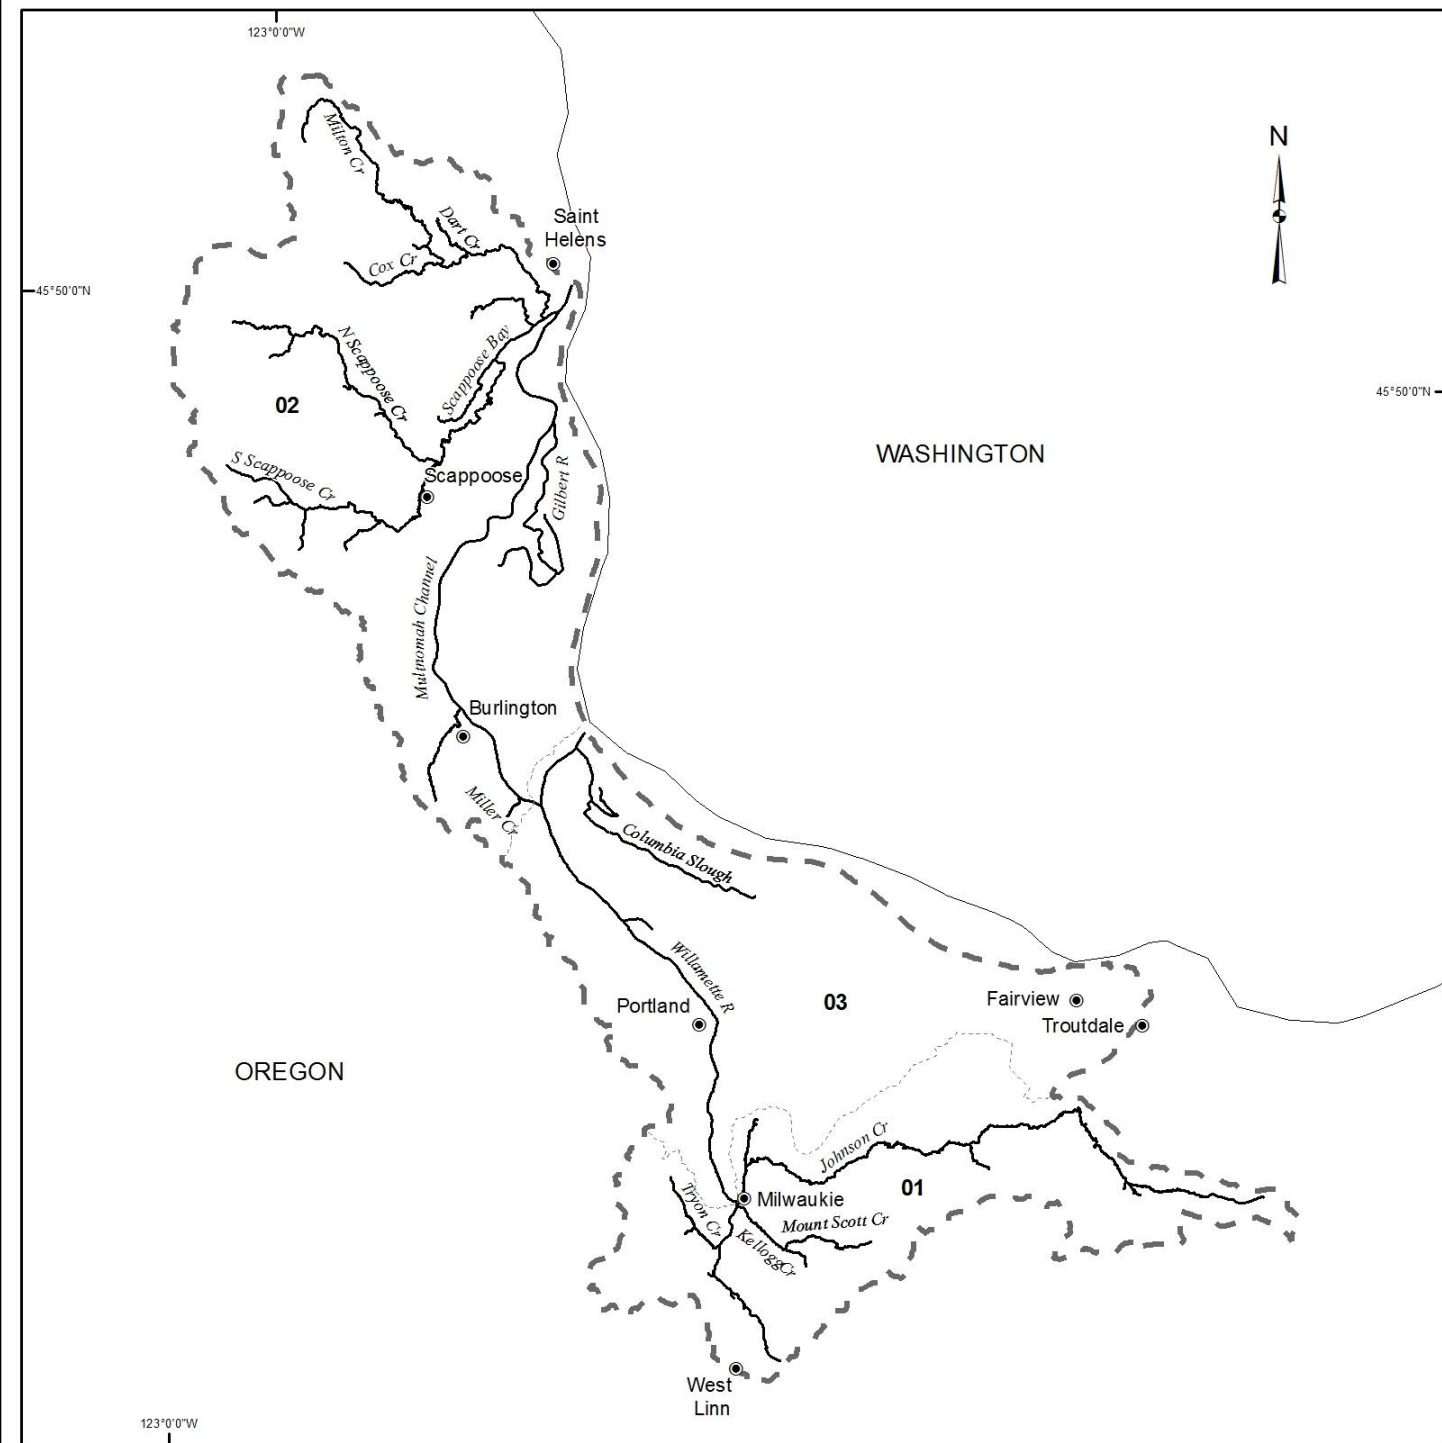 123°0'0"W
N
Milton Cr
Dart Cr
Saint
Helens
Cox Cr
45°50'0"N
N Scappoose Cr
Scappoose Bay
45°50'0"N
02
WASHINGTON
S Scappoose Cr
Scappoose
Gilbert R
Multnomah Channel
Burlington
Miller Cr
Columbia Slough
Willamette R
03
Fairview
Portland
Troutdale
OREGON
Johnson Cr
01
Milwaukie
Tryon Cr
Mount Scott Cr
KelloggCr
West
Linn
123°0'0"W